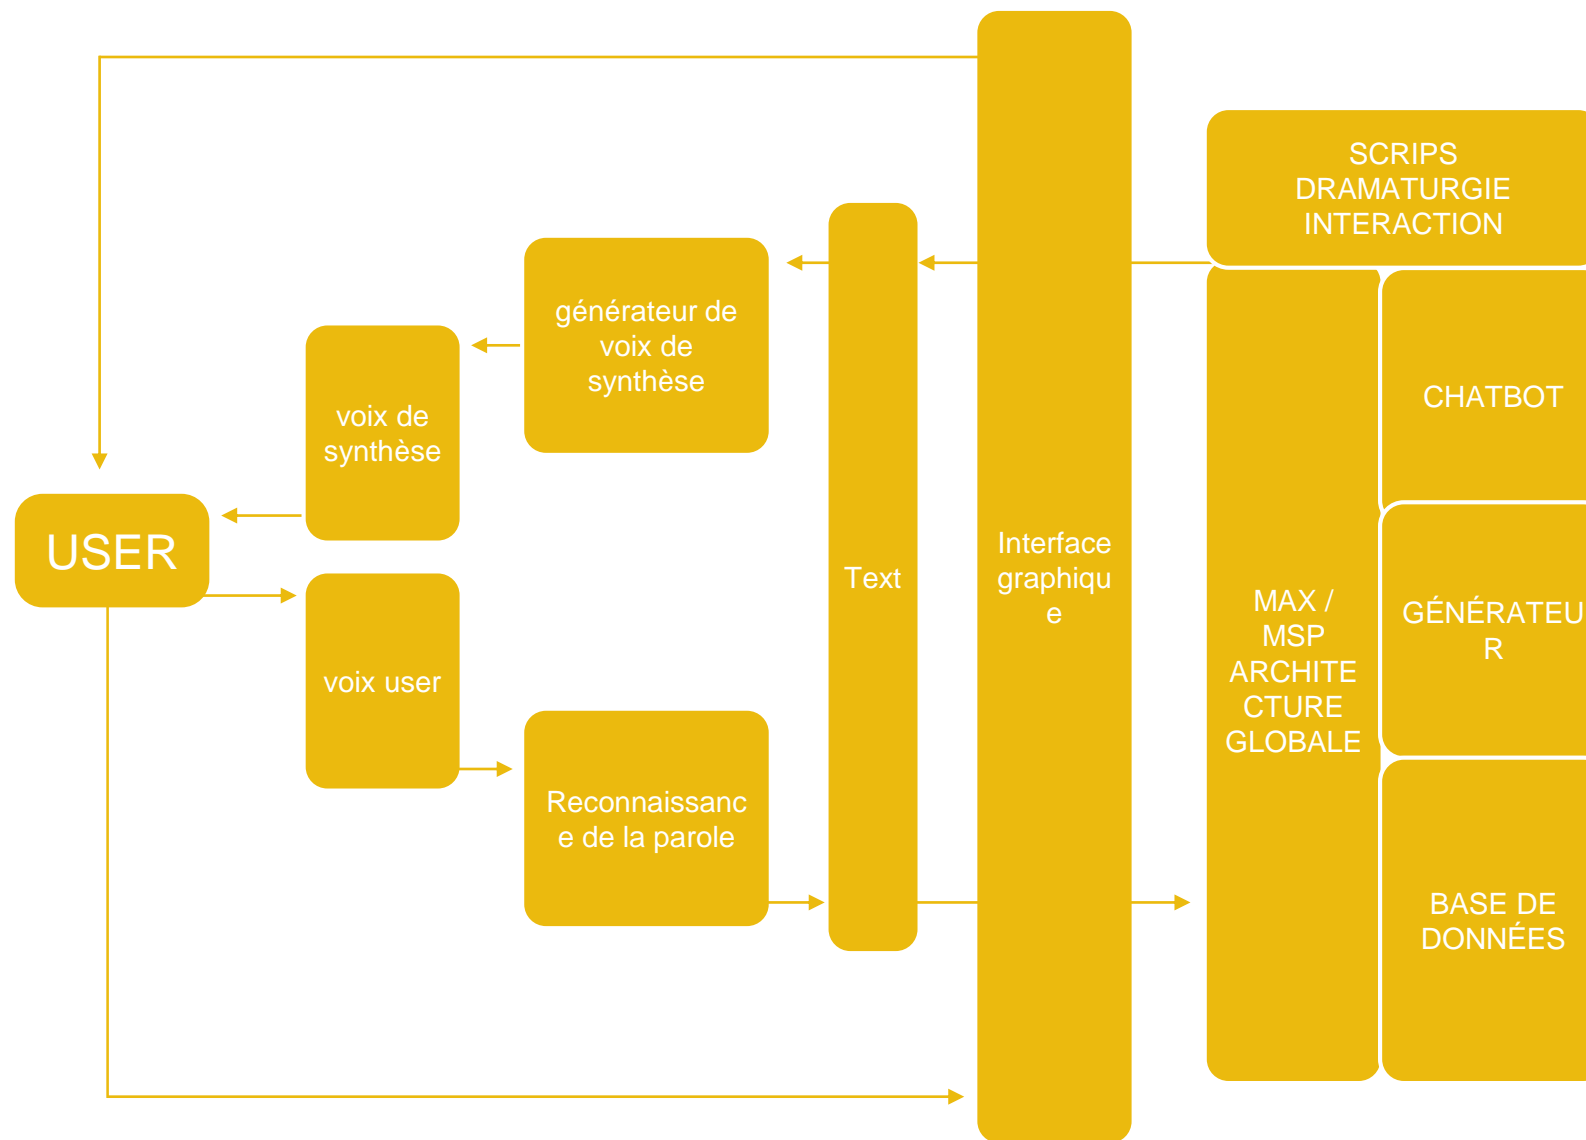 SCRIPS
DRAMATURGIE
INTERACTION
générateur de
voix de
synthèse
CHATBOT
voix de
synthèse
USER
Text
Interface
graphiqu
e
MAX /
MSP
ARCHITE
CTURE
GLOBALE
GÉNÉRATEU
R
voix user
Reconnaissanc
e de la parole
BASE DE
DONNÉES